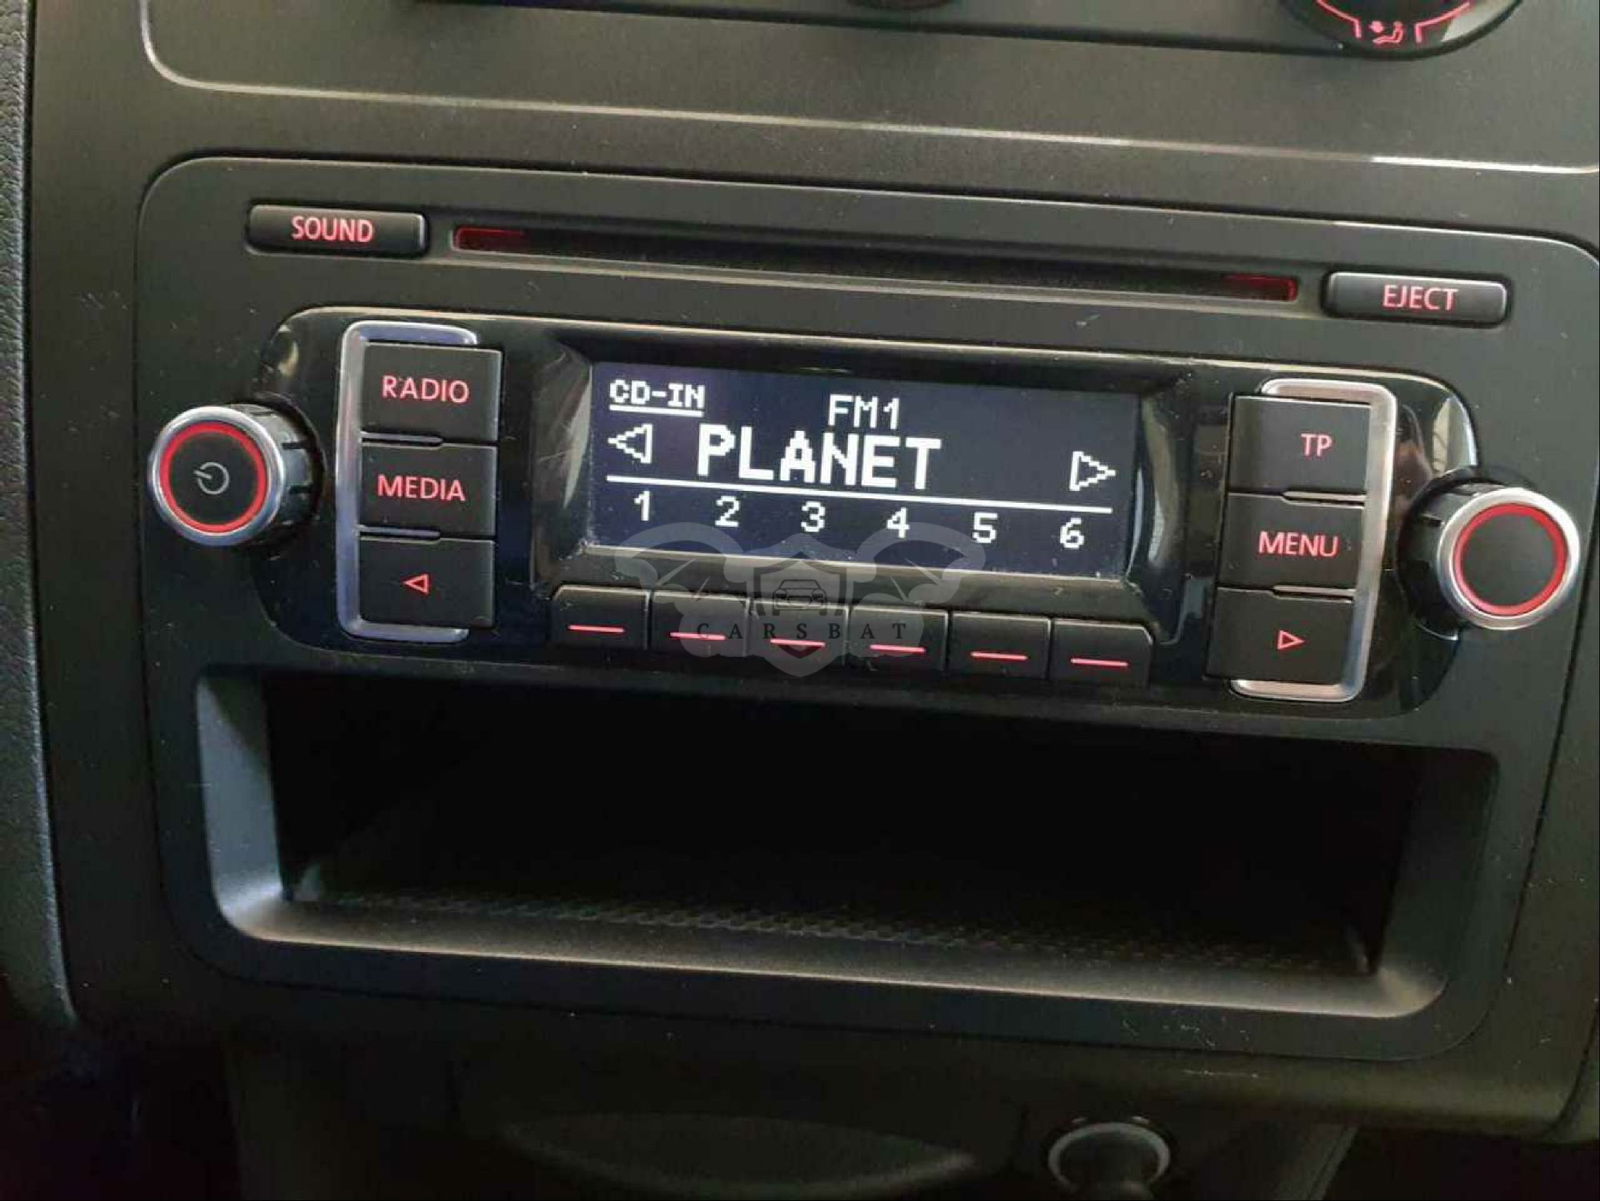 SOUND
EJECT
RADIO
MEDIA
CD-IN
FM1
PLANET
1 2 3 4 5 6
TP
MENU
CARSBAT